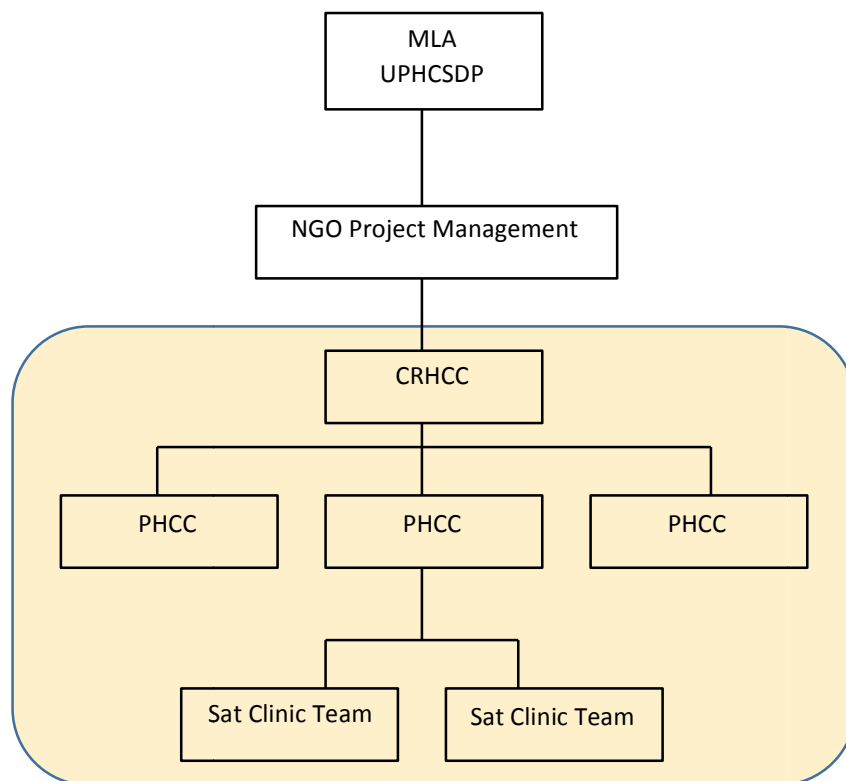 MLA
UPHCSDP
NGO Project Management
CRHCC
PHCC
PHCC
PHCC
Sat Clinic Team
Sat Clinic Team